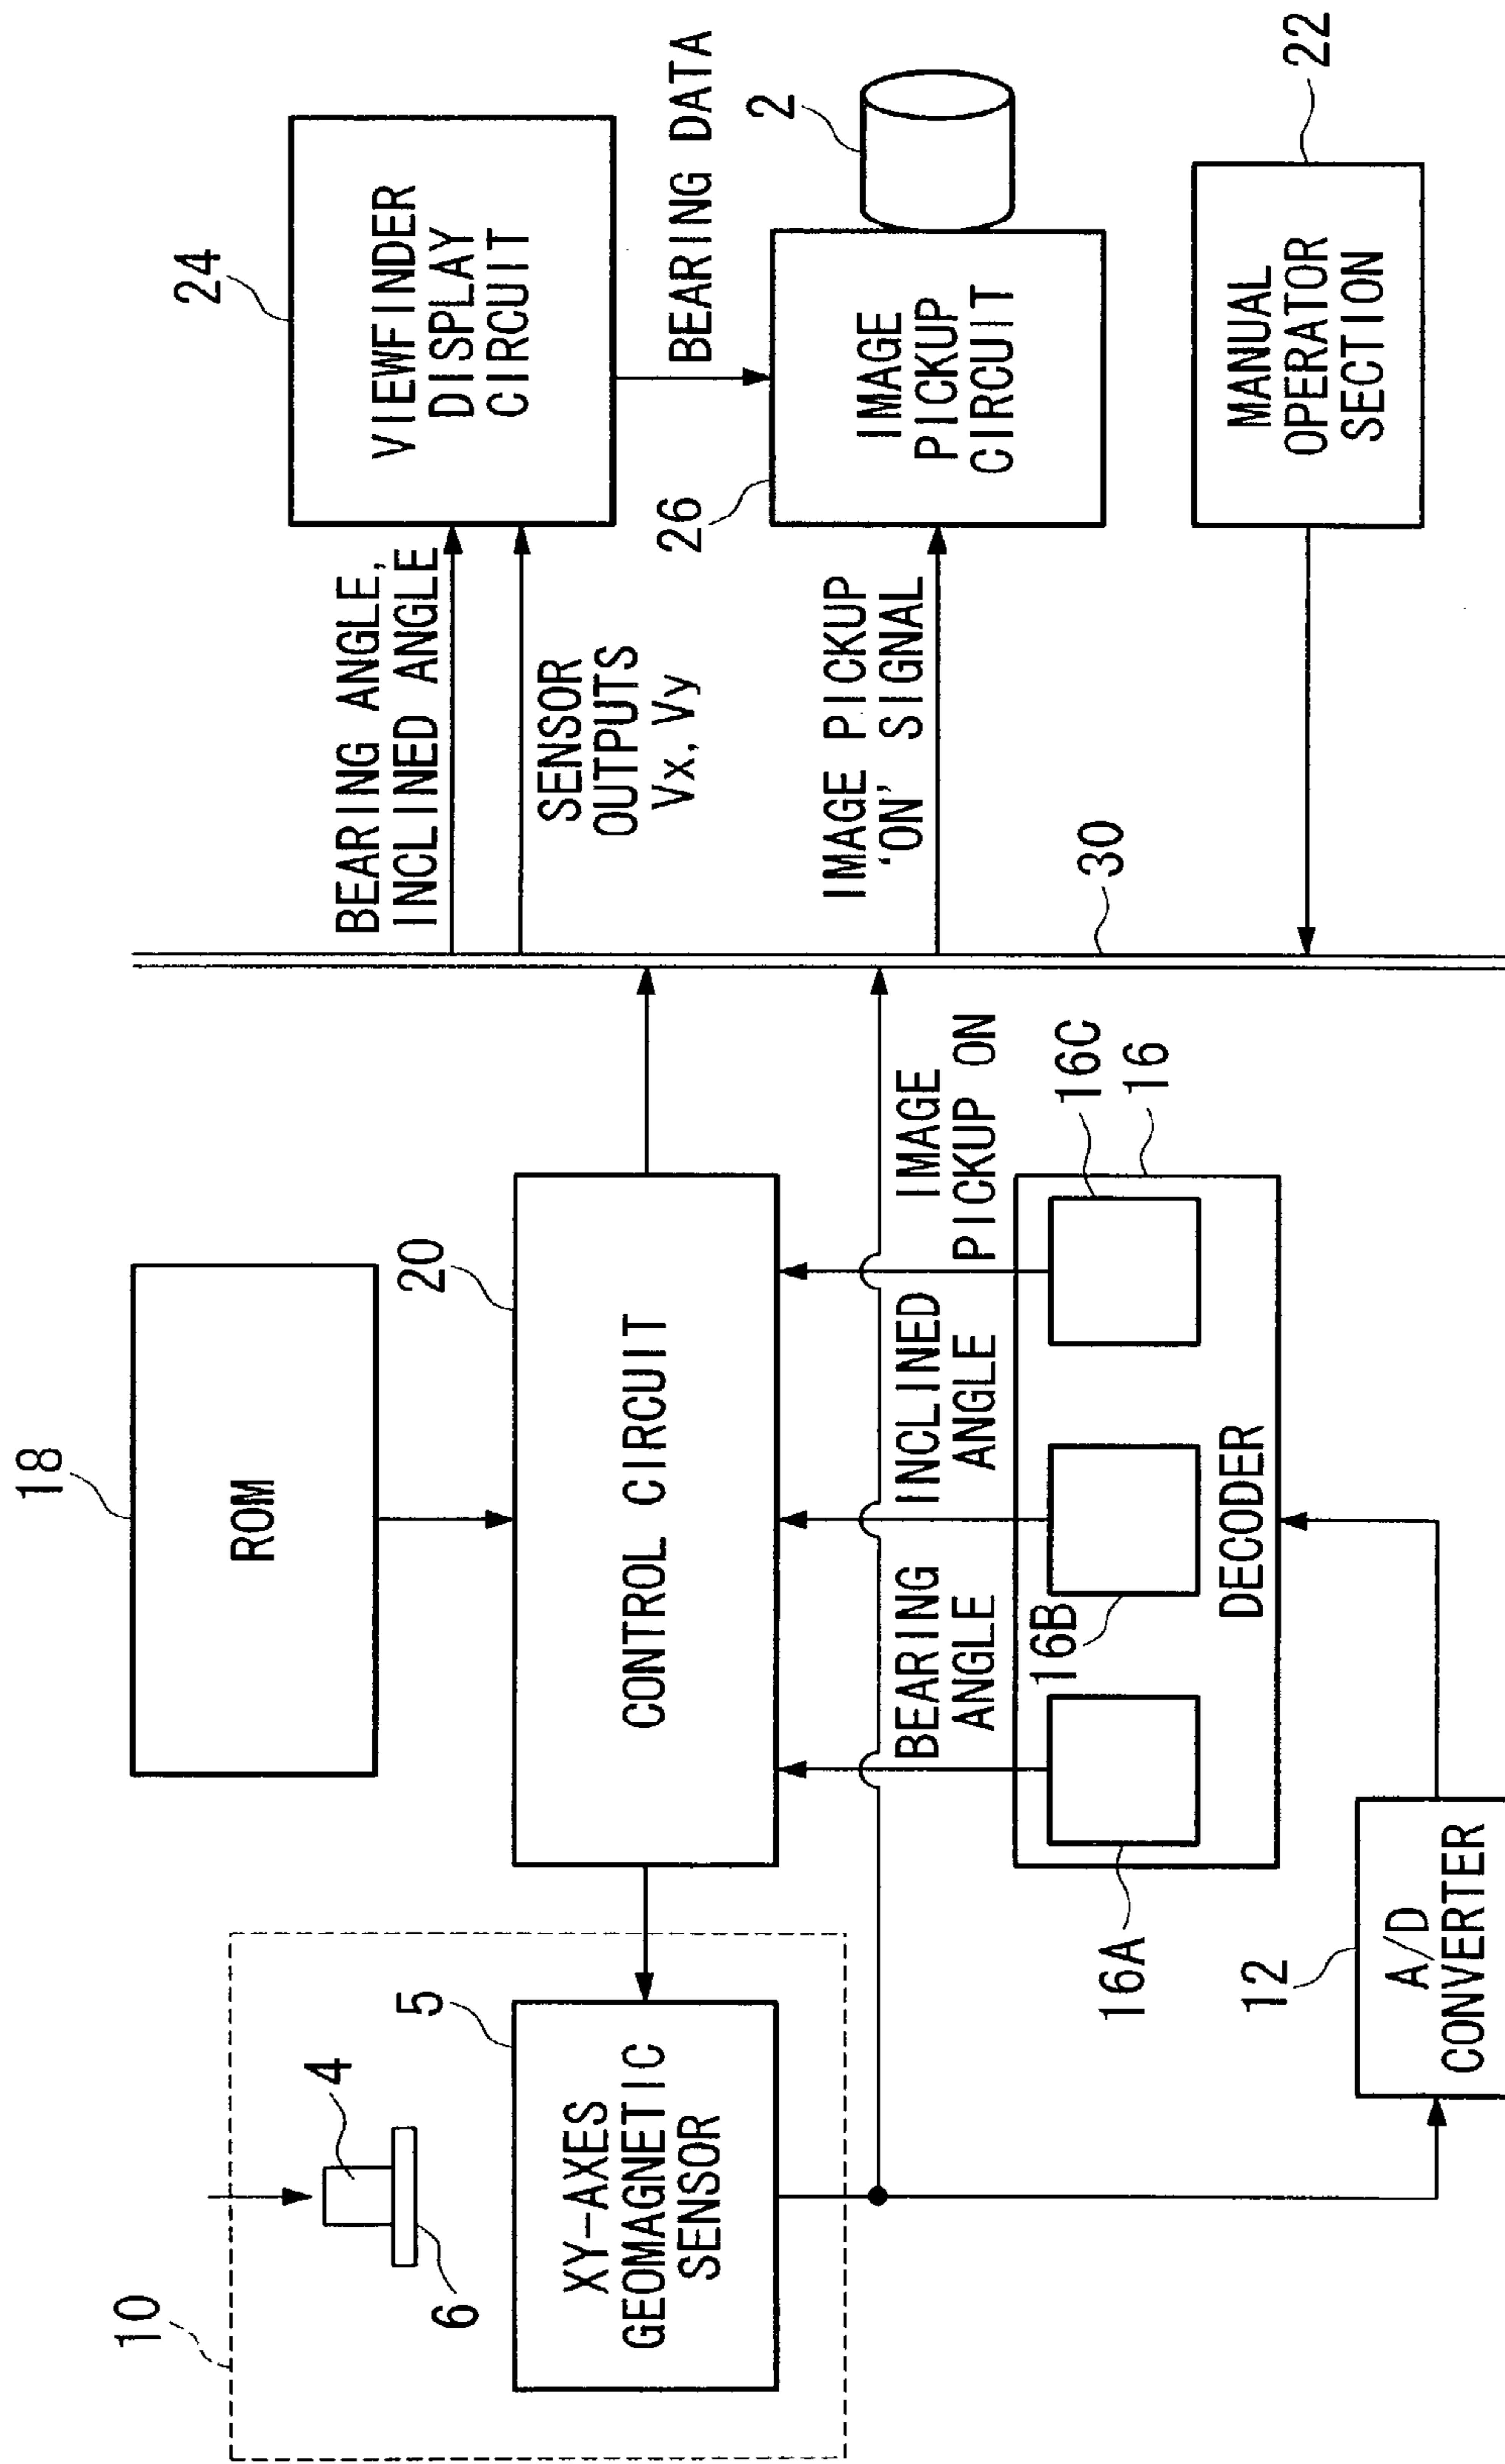 10
4
6
5
XY-AXES
GEOMAGNETIC
SENSOR
18
ROM
20
CONTROL CIRCUIT
BEARING
ANGLE
INCLINED
ANGLE
IMAGE
PICKUP ON
16A
16B
16C
16
DECODER
12
A/D
CONVERTER
30
BEARING ANGLE,
INCLINED ANGLE
SENSOR
OUTPUTS
Vx, Vy
IMAGE PICKUP
‘ON’ SIGNAL
24
VIEWFINDER
DISPLAY
CIRCUIT
BEARING DATA
26
IMAGE
PICKUP
CIRCUIT
2
MANUAL
OPERATOR
SECTION
22